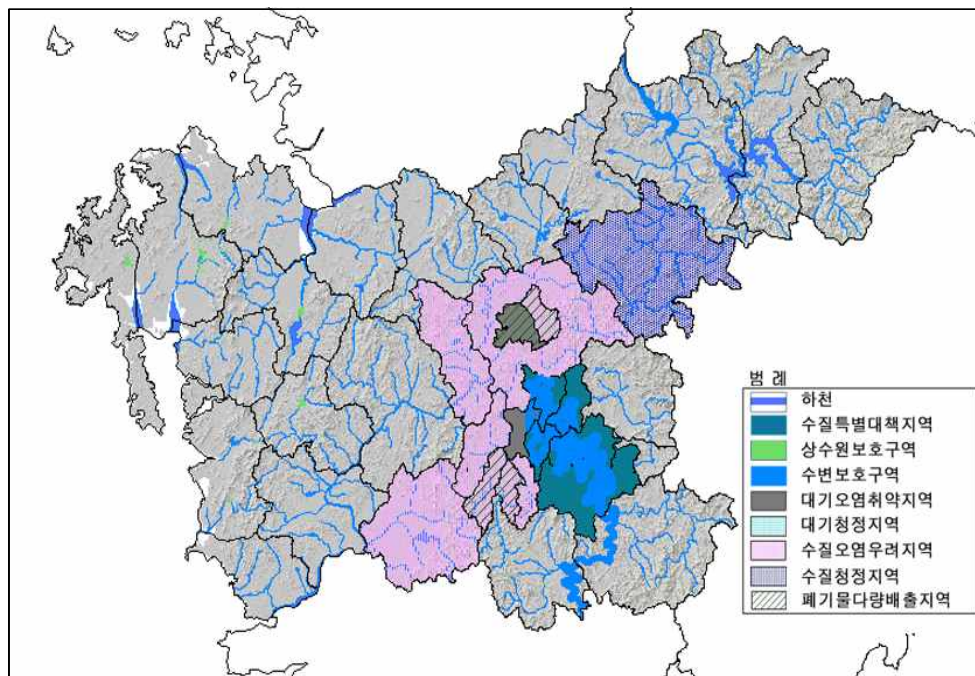 범 례
하천
수질특별대책지역
상수원보호구역
수변보호구역
대기오염취약지역
대기청정지역
수질오염우려지역
수질청정지역
폐기물다량배출지역